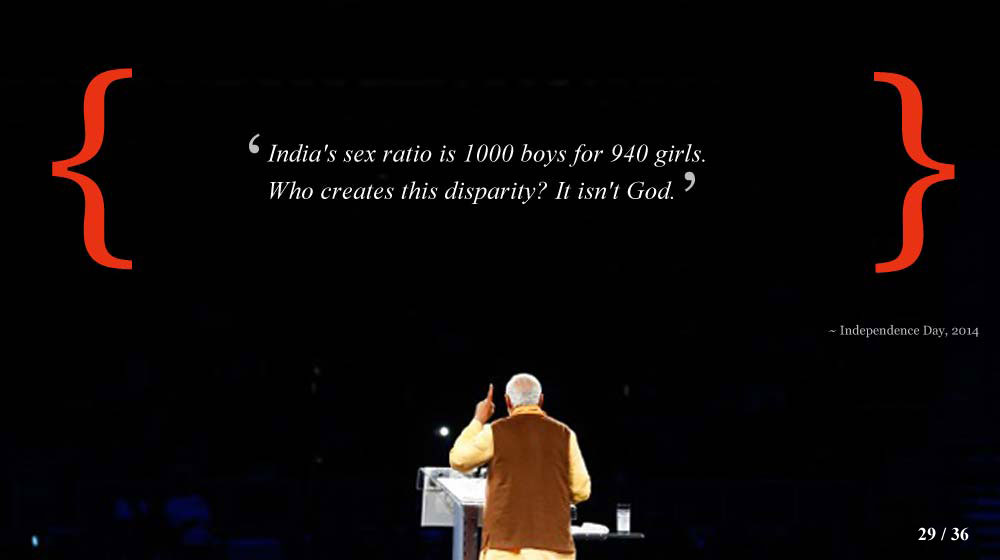 ‘ India's sex ratio is 1000 boys for 940 girls.
Who creates this disparity? It isn't God. ’
~ Independence Day, 2014
29 / 36